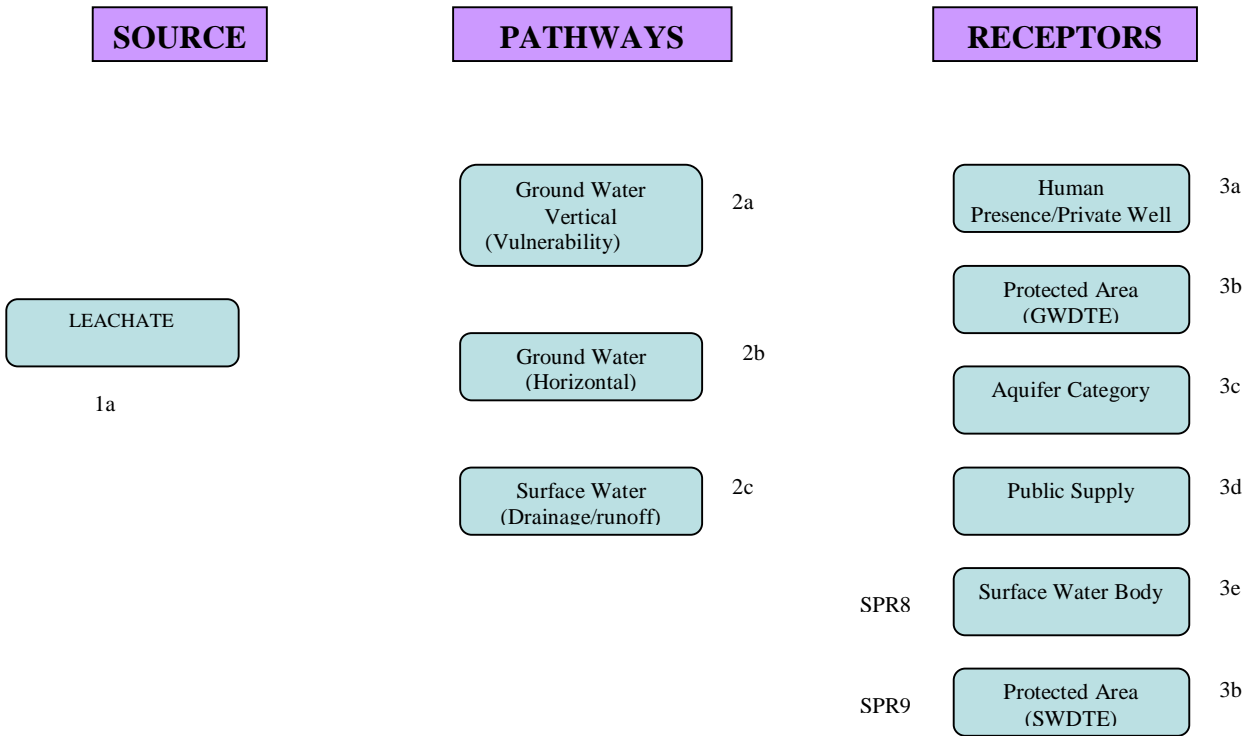 SOURCE
PATHWAYS
RECEPTORS
Ground Water
Vertical
(Vulnerability)
2a
Human
Presence/Private Well
3a
Protected Area
(GWDTE)
3b
LEACHATE
1a
Ground Water
(Horizontal)
2b
Aquifer Category
3c
Surface Water
(Drainage/runoff)
2c
Public Supply
3d
SPR8
Surface Water Body
3e
SPR9
Protected Area
(SWDTE)
3b